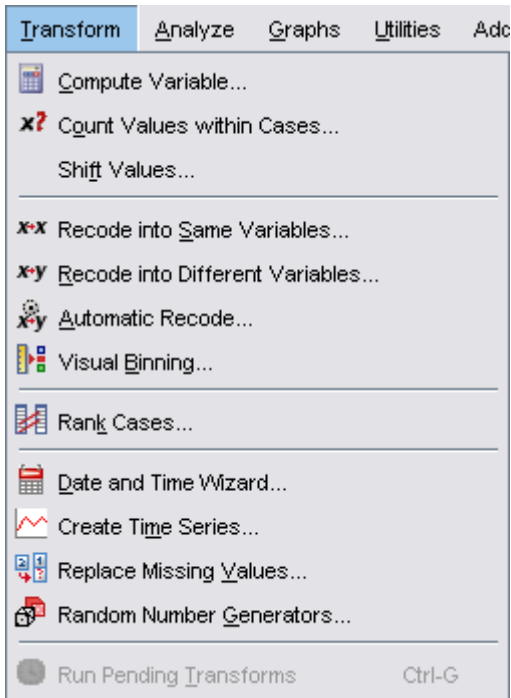 Transform Analyze Graphs Utilities Add
Compute Variable...
Count Values within Cases...
Shift Values...
Recode into Same Variables...
Recode into Different Variables...
Automatic Recode...
Visual Binning...
Rank Cases...
Date and Time Wizard...
Create Time Series...
Replace Missing Values...
Random Number Generators...
Run Pending Transforms Ctrl-G